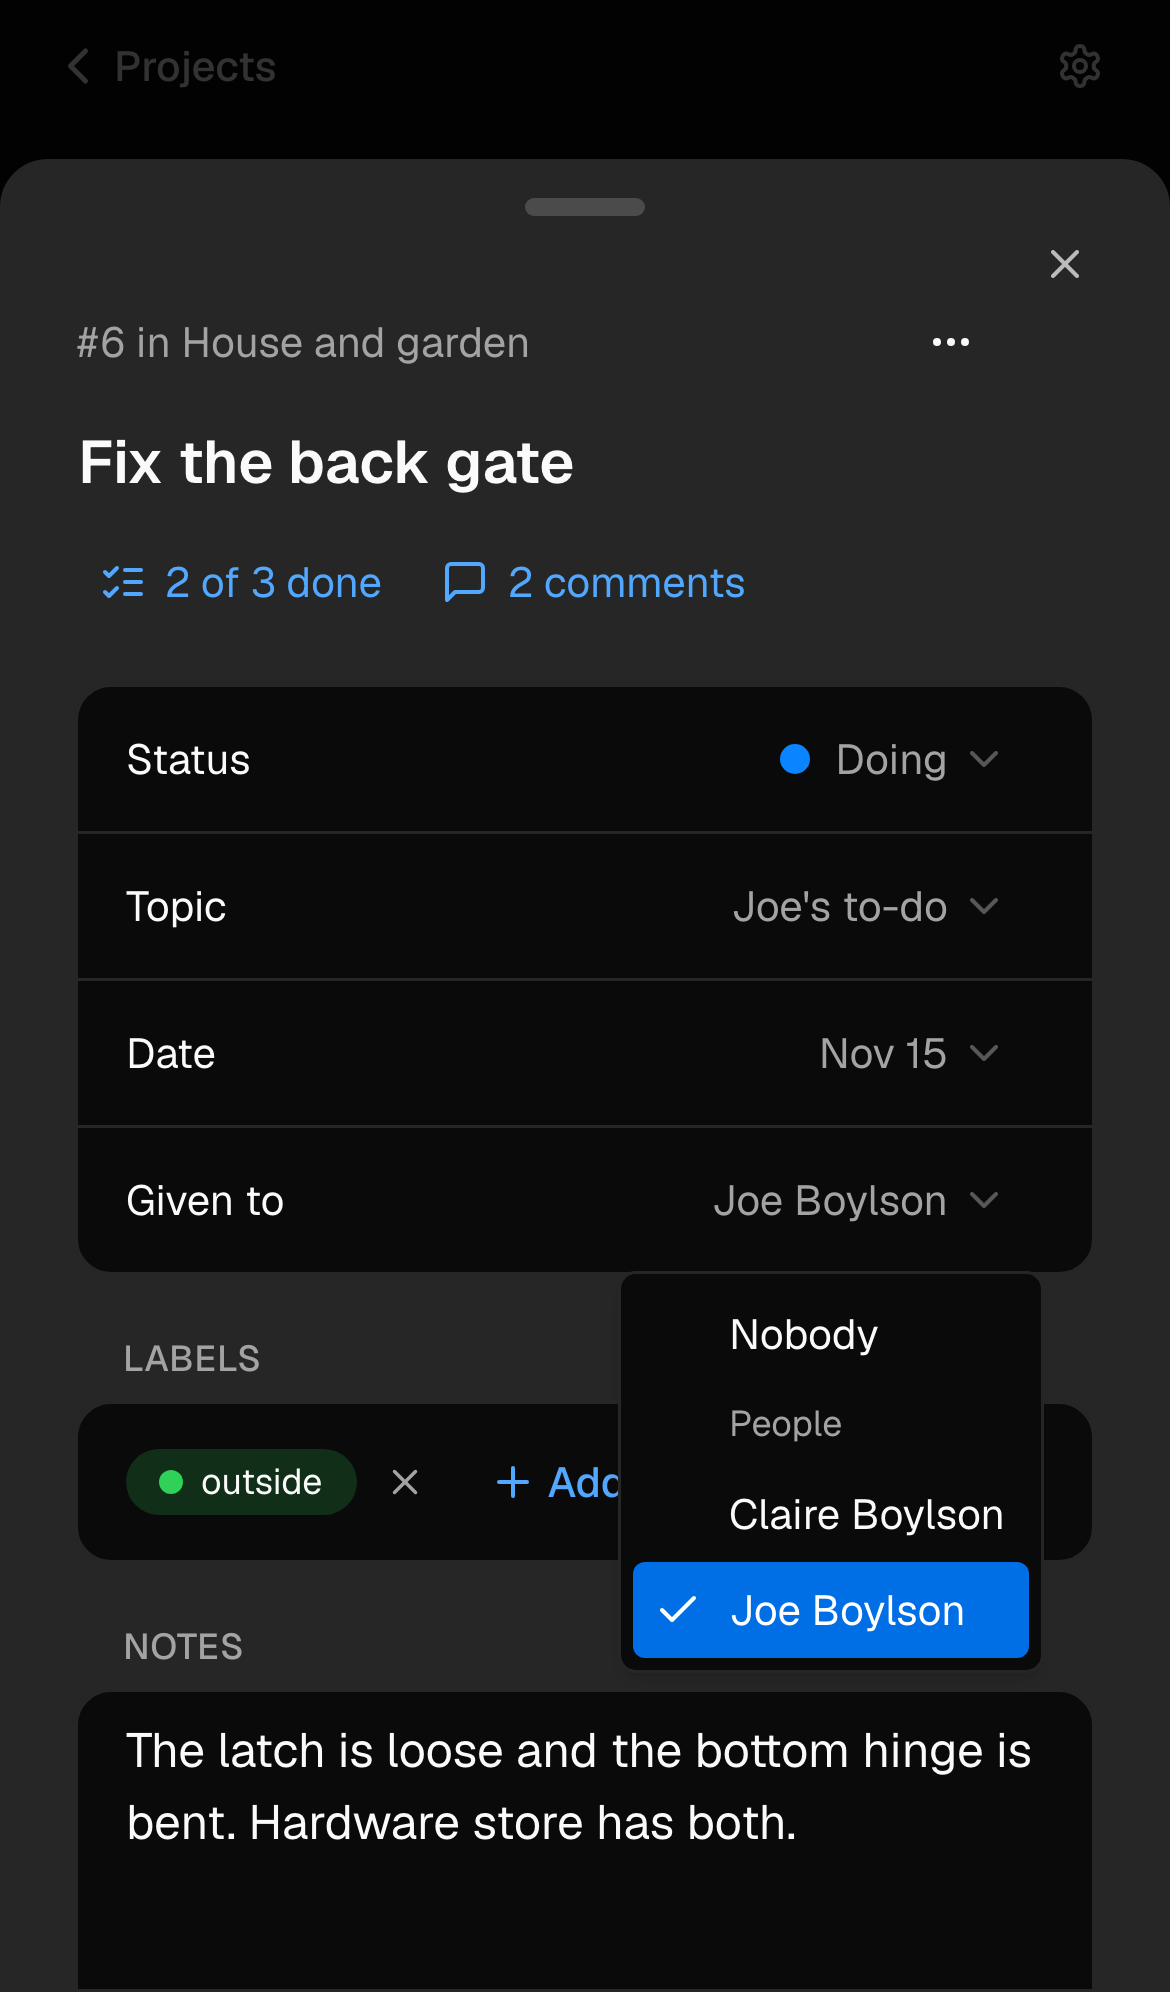 Projects
#6 in House and garden
Fix the back gate
2 of 3 done
2 comments
Status
Doing
Topic
Joe's to-do
Date
Nov 15
Given to
Joe Boylson
Nobody
People
Claire Boylson
Joe Boylson
LABELS
outside
Add
NOTES
The latch is loose and the bottom hinge is
bent. Hardware store has both.